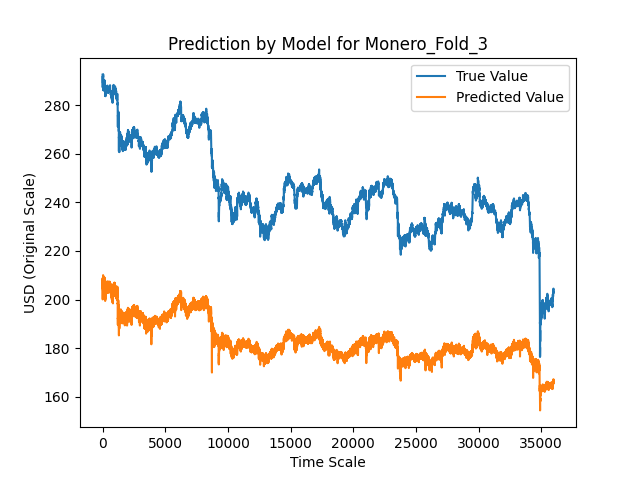 Prediction by Model for Monero_Fold_3
True Value
Predicted Value
USD (Original Scale)
280
260
240
220
200
180
160
0 5000 10000 15000 20000 25000 30000 35000
Time Scale